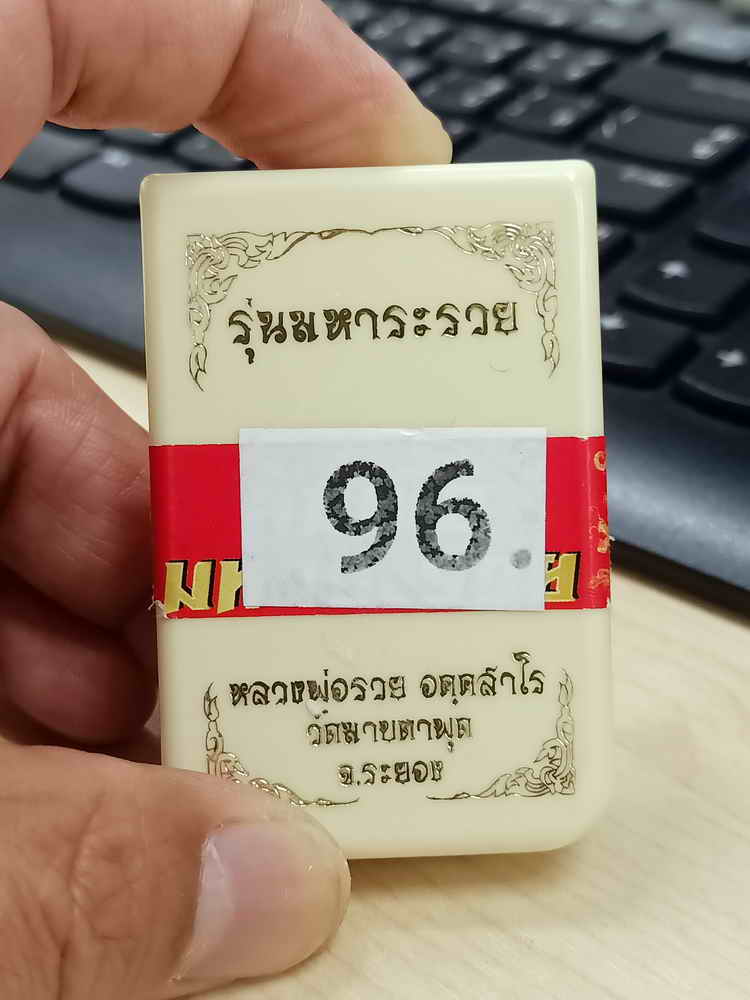 รุ่นมหาระรวย
96.
หลวงพ่อรวย อคฺคสาโร
วัดมาบตาพุด
จ.ระยอง